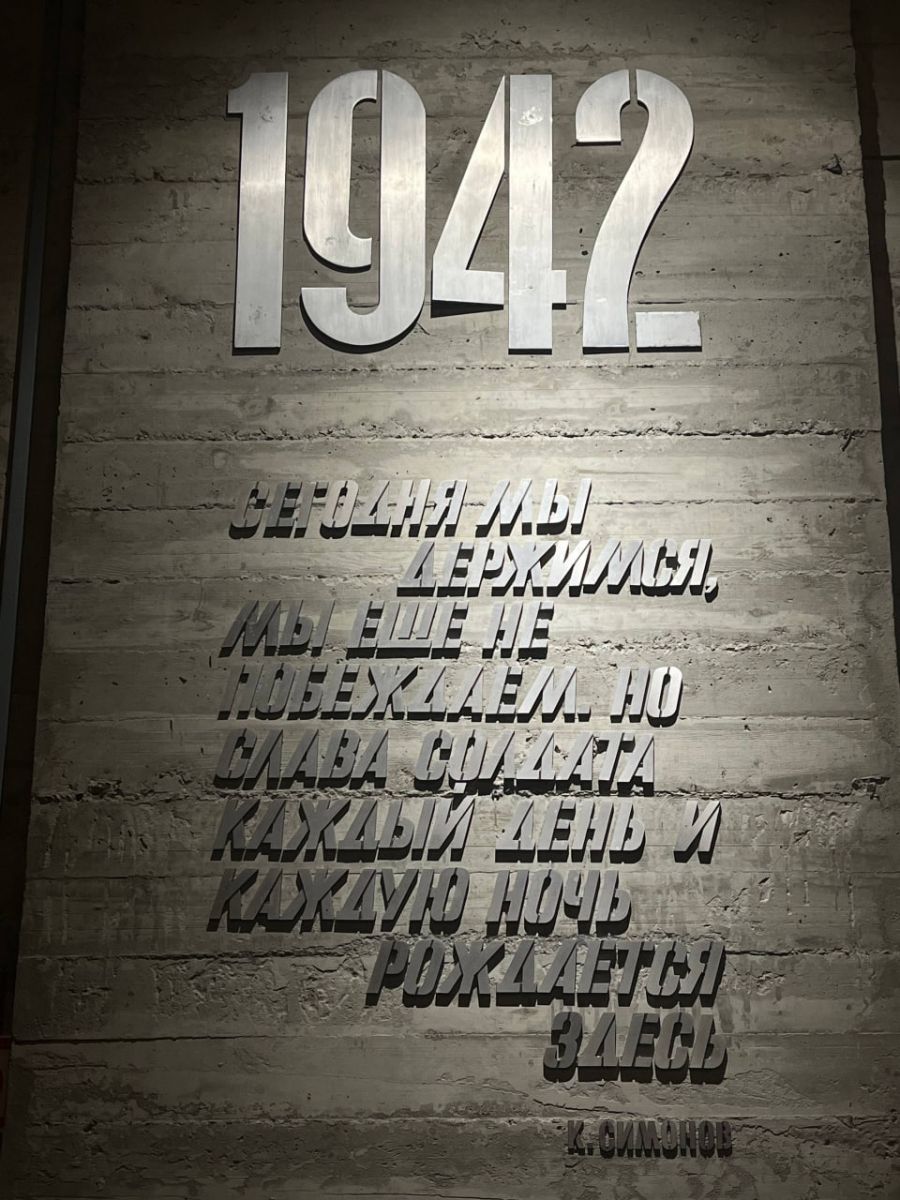 1942
СЕГОДНЯ МЫ
ДЕРЖИМСЯ,
МЫ ЕЩЕ НЕ
ПОБЕЖДАЕМ. НО
СЛАВА СОЛДАТА
КАЖДЫЙ ДЕНЬ И
КАЖДУЮ НОЧЬ
РОЖДАЕТСЯ
ЗДЕСЬ
К. СИМОНОВ